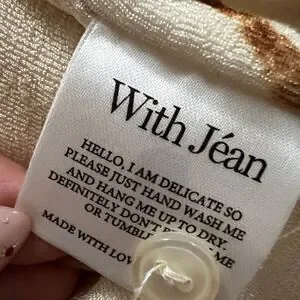 With Jéan
HELLO, I AM DELICATE SO
PLEASE JUST HAND WASH ME
AND HANG ME UP TO DRY.
DEFINITELY DON'T ME
OR TUMBLE
MADE WITH